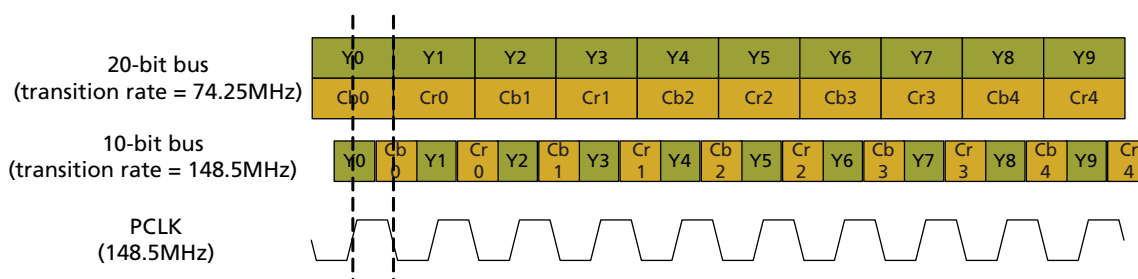 20-bit bus
(transition rate = 74.25MHz)
Y0 Y1 Y2 Y3 Y4 Y5 Y6 Y7 Y8 Y9
Cb0 Cr0 Cb1 Cr1 Cb2 Cr2 Cb3 Cr3 Cb4 Cr4
10-bit bus
(transition rate = 148.5MHz)
Y0 Cb 0 Y1 Cr 0 Y2 Cb 1 Y3 Cr 1 Y4 Cb 2 Y5 Cr 2 Y6 Cb 3 Y7 Cr 3 Y8 Cb 4 Y9 Cr 4
PCLK
(148.5MHz)